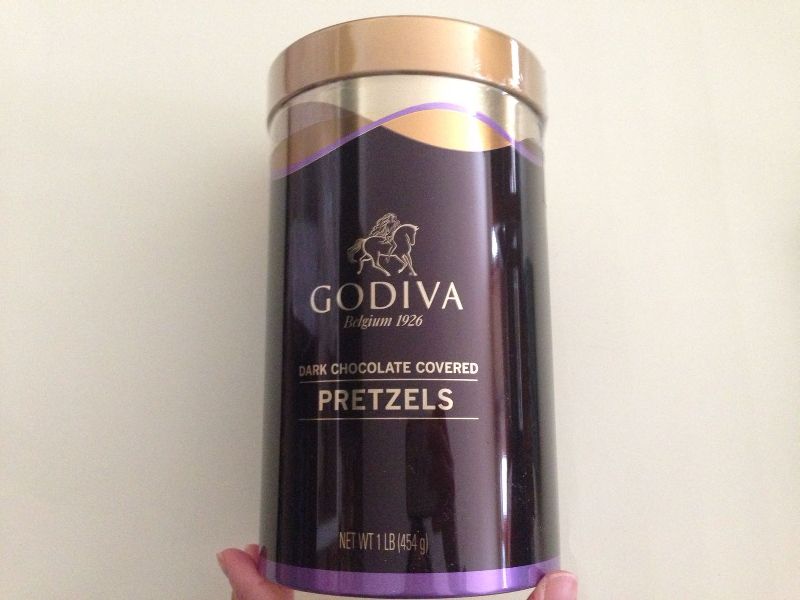 GODIVA
Belgium 1926
DARK CHOCOLATE COVERED
PRETZELS
NET WT 1 LB (454 g)